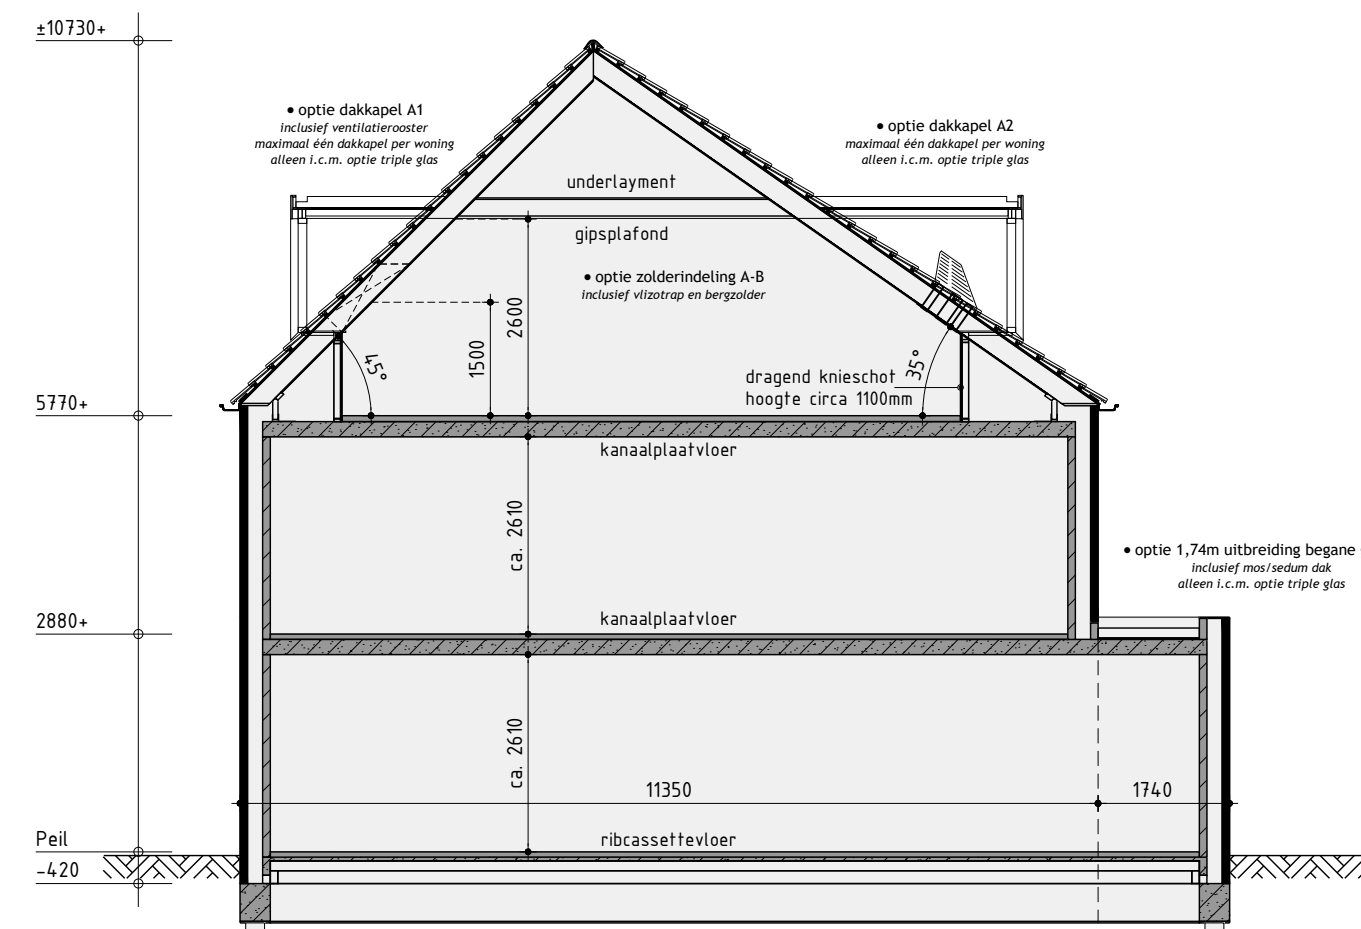 ±10730+
• optie dakkapel A1
inclusief ventilatierooster
maximaal één dakkapel per woning
alleen i.c.m. optie triple glas
• optie dakkapel A2
maximaal één dakkapel per woning
alleen i.c.m. optie triple glas
underlayment
gipsplafond
• optie zolderindeling A-B
inclusief vlizotrap en bergzolder
2600
1500
45°
35°
dragend knieschot
hoogte circa 1100mm
5770+
kanaalplaatvloer
ca. 2610
• optie 1,74m uitbreiding begane
inclusief mos/sedum dak
alleen i.c.m. optie triple glas
2880+
kanaalplaatvloer
ca. 2610
11350
1740
Peil
ribcassettevloer
-420